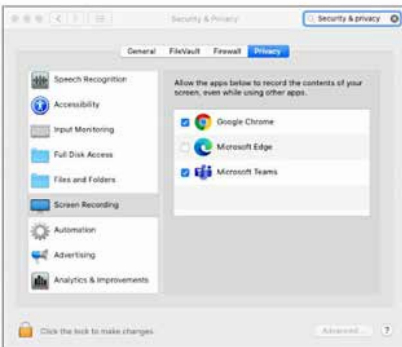 Security & Privacy
Security & privacy
General FileVault Firewall Privacy
Speech Recognition
Accessibility
Input Monitoring
Full Disk Access
Files and Folders
Screen Recording
Automation
Advertising
Analytics & Improvements
Allow the apps below to record the contents of your
screen, even while using other apps.
Google Chrome
Microsoft Edge
Microsoft Teams
Click the lock to make changes.
Advanced...
?